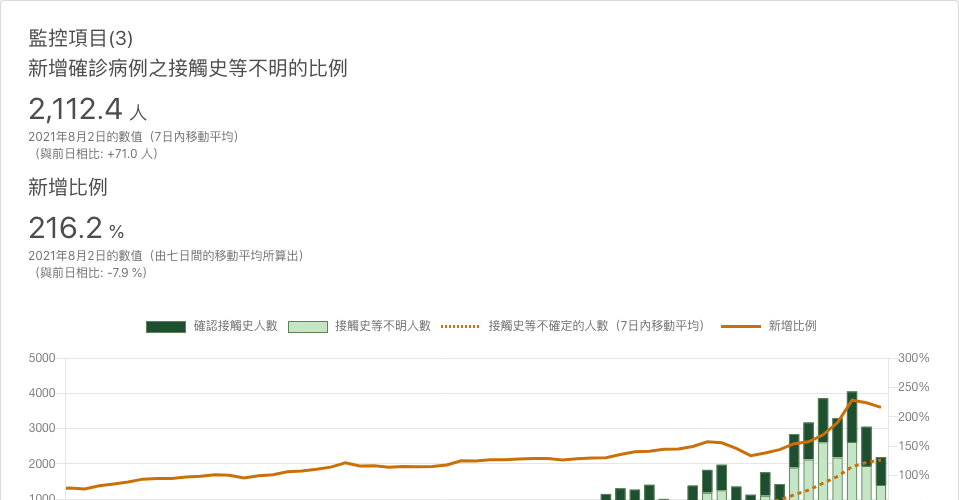 監控項目(3)
新增確診病例之接觸史等不明的比例
2,112.4 人
2021年8月2日的數值（7日內移動平均）
（與前日相比: +71.0 人）
新增比例
216.2 %
2021年8月2日的數值（由七日間的移動平均所算出）
（與前日相比: -7.9 %）
確認接觸史人數 接觸史等不明人數 接觸史等不確定的人數（7日內移動平均） 新增比例
5000 300%
250%
4000
200%
3000
150%
2000
100%
1000